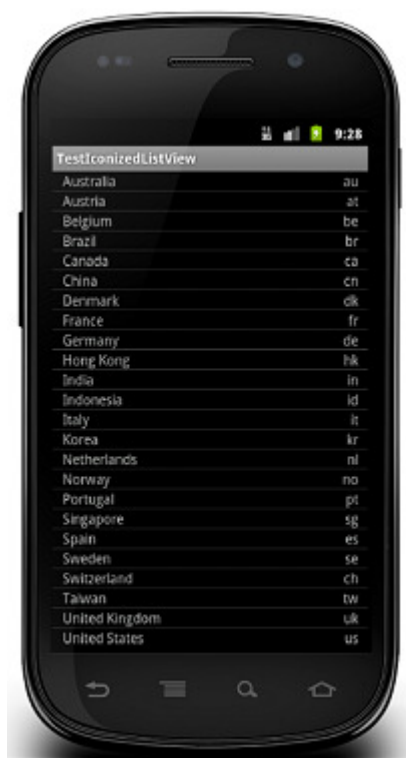 9:28
TestIconizedListView
Australia au
Austria at
Belgium be
Brazil br
Canada ca
China cn
Denmark dk
France fr
Germany de
Hong Kong hk
India in
Indonesia id
Italy it
Korea kr
Netherlands nl
Norway no
Portugal pt
Singapore sg
Spain es
Sweden se
Switzerland ch
Taiwan tw
United Kingdom uk
United States us